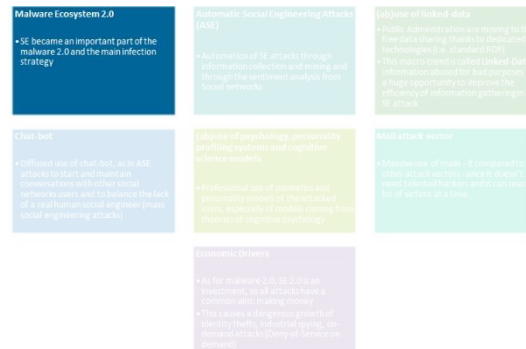 Malware Ecosystem 2.0
• SE became an important part of the
malware 2.0 and the main infection
strategy
Automatic Social Engineering Attacks
(ASE)
• Automation of SE attacks through
information collection and mining and
through the sentiment analysis from
Social networks
(ab)use of linked-data
• Public Administration are moving to the
free data sharing thanks to dedicated
technologies (i.e. standard RDF)
• This macro-trend is called Linked-Data
information abused for bad purposes
a huge opportunity to improve the
efficiency of information gathering in
SE attack
Chat-bot
• Diffused use of chat-bot, as in ASE
attacks to start and maintain
conversations with other social
networks users and to balance the lack
of a real human social engineer (mass
social engineering attacks)
(ab)use of psychology, personality
profiling systems and cognitive
science models
• Professional use of memetics and
personality models of the attacked
users, especially of models coming from
theories of cognitive psychology
Mail attack vector
• Massive use of mails - if compared to
other attack vectors - since it doesn't
need talented hackers and it can reach
lot of victims at a time
Economic Drivers
• As for malware 2.0, SE 2.0 is an
investment, so all attacks have a
common aim: making money
• This causes a dangerous growth of
identity thefts, industrial spying, on-
demand attacks (Deny-of-Service on
demand)